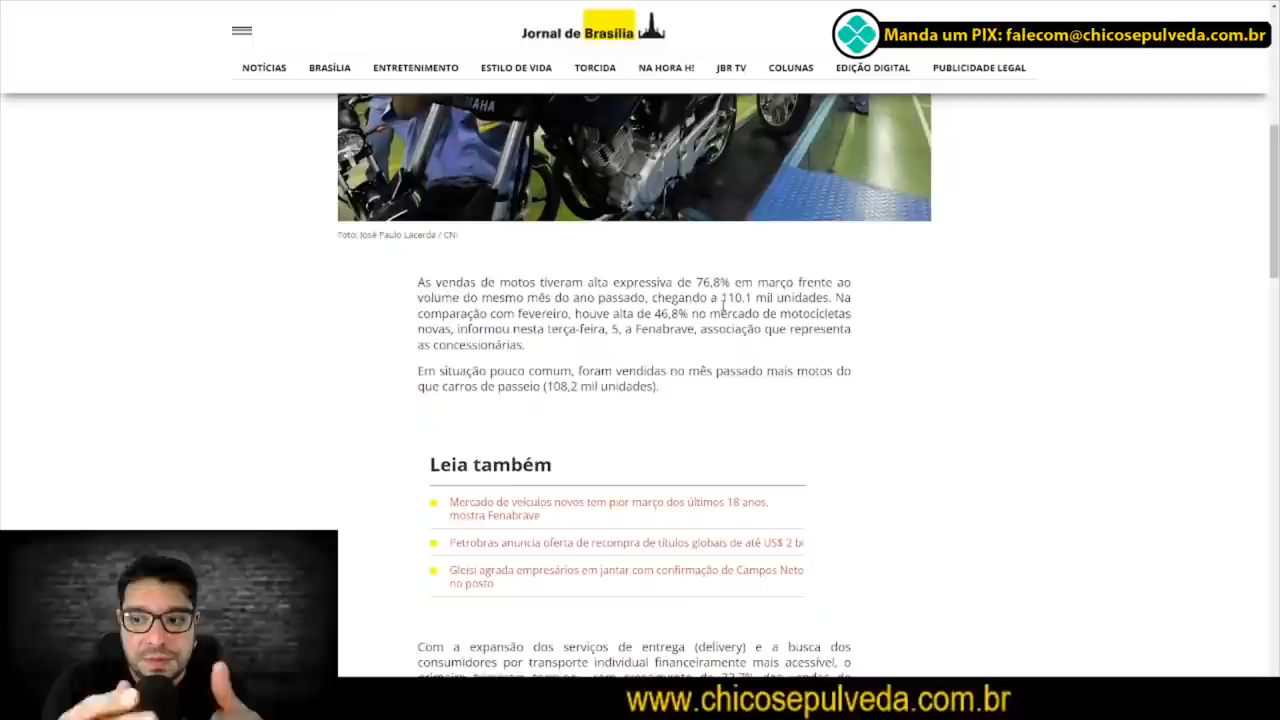 Jornal de Brasília
Manda um PIX: falecom@chicosepulveda.com.br
NOTÍCIAS BRASÍLIA ENTRETENIMENTO ESTILO DE VIDA TORCIDA NA HORA H! JBR TV COLUNAS EDIÇÃO DIGITAL PUBLICIDADE LEGAL
Foto: José Paulo Lacerda / CNI
As vendas de motos tiveram alta expressiva de 76,8% em março frente ao
volume do mesmo mês do ano passado, chegando a 110,1 mil unidades. Na
comparação com fevereiro, houve alta de 46,8% no mercado de motocicletas
novas, informou nesta terça-feira, 5, a Fenabrave, associação que representa
as concessionárias.
Em situação pouco comum, foram vendidas no mês passado mais motos do
que carros de passeio (108,2 mil unidades).
Leia também
Mercado de veículos novos tem pior março dos últimos 18 anos,
mostra Fenabrave
Petrobras anuncia oferta de recompra de títulos globais de até US$ 2 bi
Gleisi agrada empresários em jantar com confirmação de Campos Neto
no posto
Com a expansão dos serviços de entrega (delivery) e a busca dos
consumidores por transporte individual financeiramente mais acessível, o
www.chicosepulveda.com.br